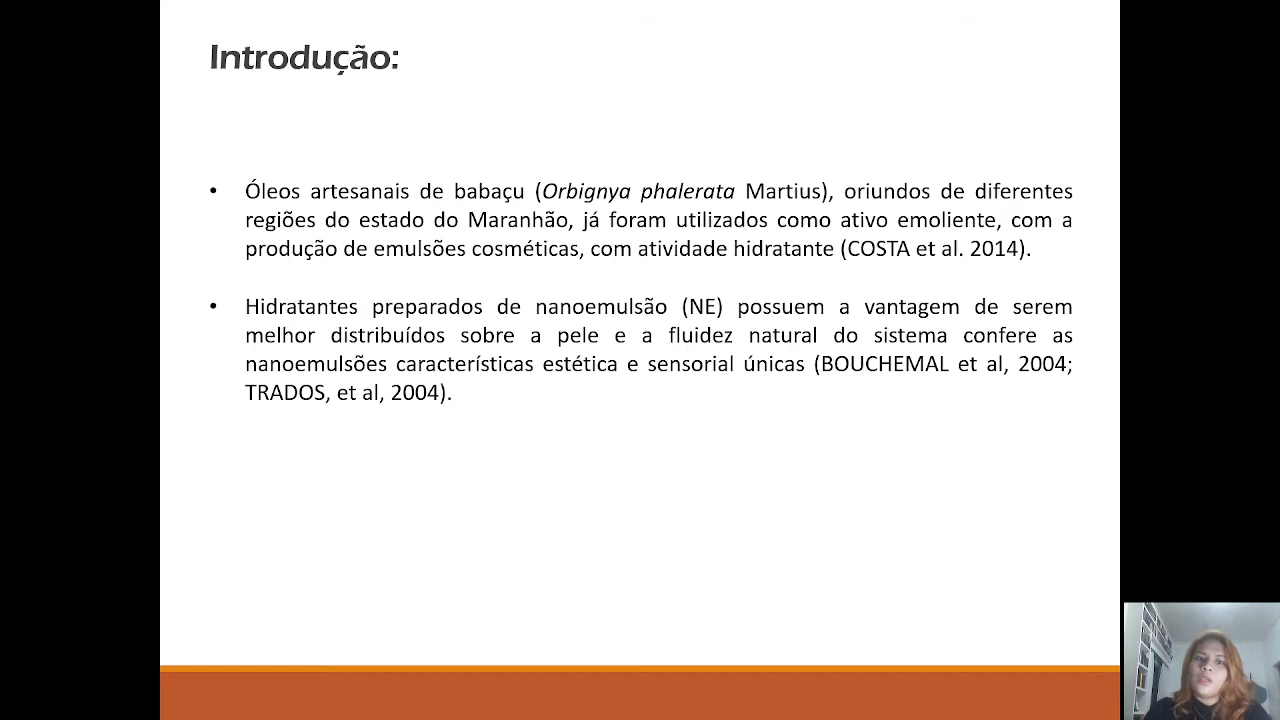 Introdução:
• Óleos artesanais de babaçu (Orbignya phalerata Martius), oriundos de diferentes
regiões do estado do Maranhão, já foram utilizados como ativo emoliente, com a
produção de emulsões cosméticas, com atividade hidratante (COSTA et al. 2014).
• Hidratantes preparados de nanoemulsão (NE) possuem a vantagem de serem
melhor distribuídos sobre a pele e a fluidez natural do sistema confere as
nanoemulsões características estética e sensorial únicas (BOUCHEMAL et al, 2004;
TRADOS, et al, 2004).